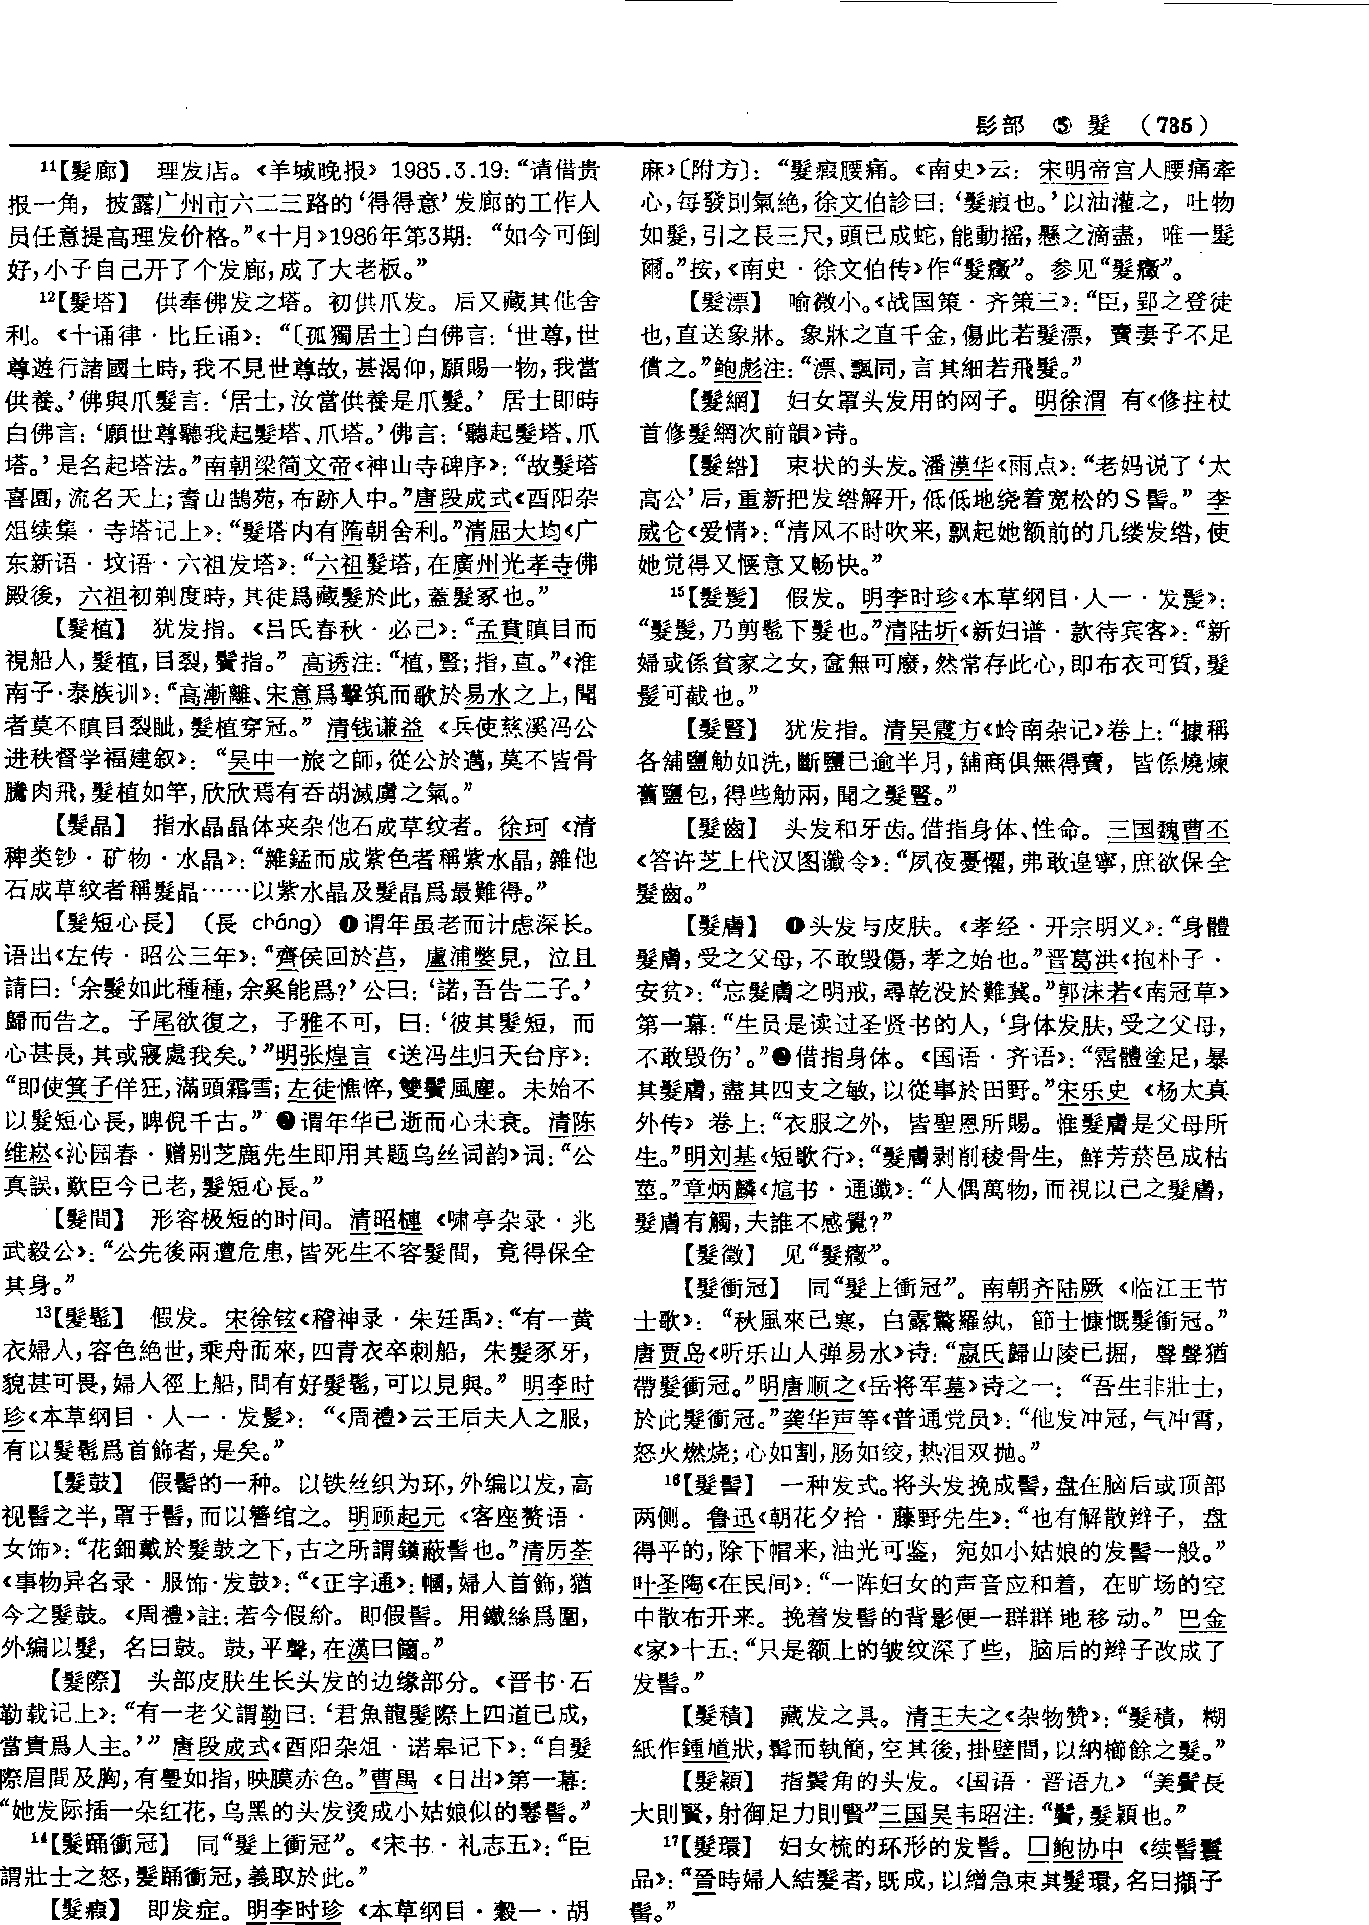 髟部 ⑤ 髮 （735）
¹¹【髮廊】 理发店。《羊城晚报》1985.3.19：“请借贵
报一角，披露广州市六二三路的‘得得意’发廊的工作人
员任意提高理发价格。”《十月》1986年第3期：“如今可倒
好，小子自己开了个发廊，成了大老板。”
¹²【髮塔】 供奉佛发之塔。初供爪发。后又藏其他舍
利。《十诵律·比丘诵》：“〔孤獨居士〕白佛言：‘世尊，世
尊遊行諸國土時，我不見世尊故，甚渴仰，願賜一物，我當
供養。’佛與爪髮言：‘居士，汝當供養是爪髮。’居士即時
白佛言：‘願世尊聽我起髮塔、爪塔。’佛言：‘聽起髮塔、爪
塔。’是名起塔法。”南朝梁简文帝《神山寺碑序》：“故髮塔
喜園，流名天上；耆山鵠苑，布跡人中。”唐段成式《酉阳杂
俎续集·寺塔记上》：“髮塔内有隋朝舍利。”清屈大均《广
东新语·坟语·六祖发塔》：“六祖髮塔，在廣州光孝寺佛
殿後，六祖初剃度時，其徒爲藏髮於此，蓋髮冢也。”
【髮植】 犹发指。《吕氏春秋·必己》：“孟賁瞋目而
視船人，髮植，目裂，鬢指。”高诱注：“植，豎；指，直。”《淮
南子·泰族训》：“高漸離、宋意爲擊筑而歌於易水之上，聞
者莫不瞋目裂眦，髮植穿冠。”清钱谦益《兵使慈溪冯公
进秩督学福建叙》：“吴中一旅之師，從公於邁，莫不皆骨
騰肉飛，髮植如竿，欣欣焉有吞胡滅虜之氣。”
【髮晶】 指水晶晶体夹杂他石成草纹者。徐珂《清
稗类钞·矿物·水晶》：“雜錳而成紫色者稱紫水晶，雜他
石成草紋者稱髮晶……以紫水晶及髮晶爲最難得。”
【髮短心長】（長 cháng）❶谓年虽老而计虑深长。
语出《左传·昭公三年》：“齊侯田於莒，盧蒲嫳見，泣且
請曰：‘余髮如此種種，余奚能爲？’公曰：‘諾，吾告二子。’
歸而告之。子尾欲復之，子雅不可，曰：‘彼其髮短，而
心甚長，其或寢處我矣。’”明张煌言《送冯生归天台序》：
“即使箕子佯狂，滿頭霜雪；左徒憔悴，雙鬢風塵。未始不
以髮短心長，睥睨千古。”❷谓年华已逝而心未衰。清陈
维崧《沁园春·赠别芝麓先生即用其题乌丝词韵》词：“公
真誤，歎臣今已老，髮短心長。”
【髮間】 形容极短的时间。清昭槤《啸亭杂录·兆
武毅公》：“公先後兩遭危患，皆死生不容髮間，竟得保全
其身。”
¹³【髮髢】 假发。宋徐铉《稽神录·朱廷禹》：“有一黄
衣婦人，容色絶世，乘舟而來，四青衣卒刺船，朱髮豕牙，
貌甚可畏，婦人徑上船，問有好髮髢，可以見與。”明李时
珍《本草纲目·人一·发髲》：“《周禮》云王后夫人之服，
有以髮髢爲首飾者，是矣。”
【髮鼓】 假髻的一种。以铁丝织为环，外编以发，高
视髻之半，罩于髻，而以簪绾之。明顾起元《客座赘语·
女饰》：“花鈿戴於髮鼓之下，古之所謂鎮蔽髻也。”清厉荃
《事物异名录·服饰·发鼓》：“《正字通》：幗，婦人首飾，猶
今之髮鼓。《周禮》註：若今假紒。即假髻。用鐵絲爲圈，
外编以髮，名曰鼓。鼓，平聲，在漢曰簂。”
【髮際】 头部皮肤生长头发的边缘部分。《晋书·石
勒载记上》：“有一老父謂勒曰：‘君魚龍髮際上四道已成，
當貴爲人主。’”唐段成式《酉阳杂俎·诺皋记下》：“自髮
際眉間及胸，有疊如指，映膜赤色。”曹禺《日出》第一幕：
“她发际插一朵红花，乌黑的头发烫成小姑娘似的鬈髻。”
¹⁴【髮踊衝冠】 同“髮上衝冠”。《宋书·礼志五》：“臣
謂壯士之怒，髮踊衝冠，義取於此。”
【髮瘕】 即发症。明李时珍《本草纲目·穀一·胡
麻》〔附方〕：“髮瘕腰痛。《南史》云：宋明帝宫人腰痛牽
心，每發則氣絶，徐文伯診曰：‘髮瘕也。’以油灌之，吐物
如髮，引之長三尺，頭已成蛇，能動摇，懸之滴盡，唯一髮
爾。”按，《南史·徐文伯传》作“髮癥”。参见“髮癥”。
【髮漂】 喻微小。《战国策·齐策三》：“臣，郢之登徒
也，直送象牀。象牀之直千金，傷此若髮漂，賣妻子不足
償之。”鲍彪注：“漂、飄同，言其細若飛髮。”
【髮網】 妇女罩头发用的网子。明徐渭有《修拄杖
首修髮網次前韻》诗。
【髮綹】 束状的头发。潘漠华《雨点》：“老妈说了‘太
高公’后，重新把发绺解开，低低地绕着宽松的S髻。”李
威仑《爱情》：“清风不时吹来，飘起她额前的几缕发绺，使
她觉得又惬意又畅快。”
¹⁵【髮髲】 假发。明李时珍《本草纲目·人一·发髲》：
“髮髲，乃剪髢下髮也。”清陆圻《新妇谱·款待宾客》：“新
婦或係貧家之女，奩無可廢，然常存此心，即布衣可質，髮
髲可截也。”
【髮豎】 犹发指。清吴震方《岭南杂记》卷上：“據稱
各舖鹽觔如洗，斷鹽已逾半月，舖商俱無得賣，皆係燒煉
舊鹽包，得些觔兩，聞之髮豎。”
【髮齒】 头发和牙齿。借指身体、性命。三国魏曹丕
《答许芝上代汉图谶令》：“夙夜憂懼，弗敢遑寧，庶欲保全
髮齒。”
【髮膚】 ❶头发与皮肤。《孝经·开宗明义》：“身體
髮膚，受之父母，不敢毁傷，孝之始也。”晋葛洪《抱朴子·
安贫》：“忘髮膚之明戒，尋乾没於難冀。”郭沫若《南冠草》
第一幕：“生员是读过圣贤书的人，‘身体发肤，受之父母，
不敢毁伤’。”❷借指身体。《国语·齐语》：“霑體塗足，暴
其髮膚，盡其四支之敏，以從事於田野。”宋乐史《杨太真
外传》卷上：“衣服之外，皆聖恩所賜。惟髮膚是父母所
生。”明刘基《短歌行》：“髮膚剥削稜骨生，鮮芳菸邑成枯
莖。”章炳麟《訄书·通谶》：“人偶萬物，而視以己之髮膚，
髮膚有觸，夫誰不感覺？”
【髮徵】 见“髮癥”。
【髮衝冠】 同“髮上衝冠”。南朝齐陆厥《临江王节
士歌》：“秋風來已寒，白露驚羅紈，節士慷慨髮衝冠。”
唐贾岛《听乐山人弹易水》诗：“嬴氏歸山陵已掘，聲聲猶
帶髮衝冠。”明唐顺之《岳将军墓》诗之一：“吾生非壯士，
於此髮衝冠。”龚华声等《普通党员》：“他发冲冠，气冲霄，
怒火燃烧；心如割，肠如绞，热泪双抛。”
¹⁶【髮髻】 一种发式。将头发挽成髻，盘在脑后或顶部
两侧。鲁迅《朝花夕拾·藤野先生》：“也有解散辫子，盘
得平的，除下帽来，油光可鉴，宛如小姑娘的发髻一般。”
叶圣陶《在民间》：“一阵妇女的声音应和着，在旷场的空
中散布开来。挽着发髻的背影便一群群地移动。”巴金
《家》十五：“只是额上的皱纹深了些，脑后的辫子改成了
发髻。”
【髮積】 藏发之具。清王夫之《杂物赞》：“髮積，糊
紙作鍾馗狀，髯而執簡，空其後，掛壁間，以納櫛餘之髮。”
【髮穎】 指鬓角的头发。《国语·晋语九》“美鬢長
大則賢，射御足力則賢”三国吴韦昭注：“鬢，髮穎也。”
¹⁷【髮環】 妇女梳的环形的发髻。□鲍协中《续髻鬟
品》：“晉時婦人結髮者，既成，以繒急束其髮環，名曰擷子
髻。”